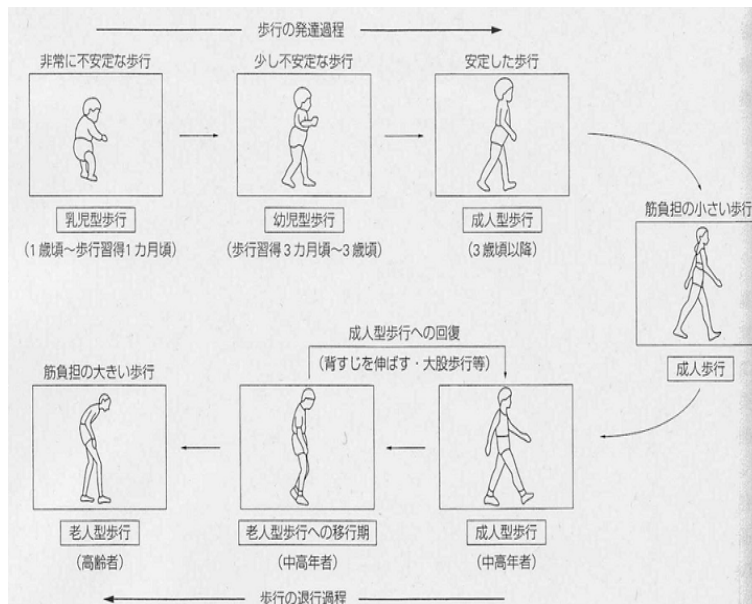 歩行の発達過程
非常に不安定な歩行
少し不安定な歩行
安定した歩行
乳児型歩行
幼児型歩行
成人型歩行
(1歳頃〜歩行習得1カ月頃)
(歩行習得3カ月頃〜3歳頃)
(3歳頃以降)
筋負担の小さい歩行
成人歩行
成人型歩行への回復
(背すじを伸ばす・大股歩行等)
筋負担の大きい歩行
老人型歩行
老人型歩行への移行期
成人型歩行
(高齢者)
(中高年者)
(中高年者)
歩行の退行過程